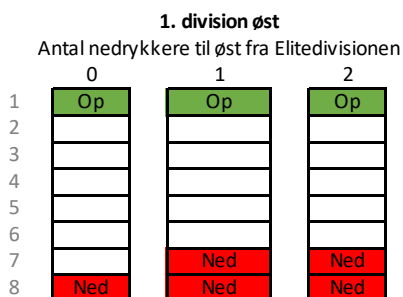 1. division øst
Antal nedrykkere til øst fra Elitedivisionen
0 1 2
1 Op Op Op
2
3
4
5
6
7 Ned Ned
8 Ned Ned Ned